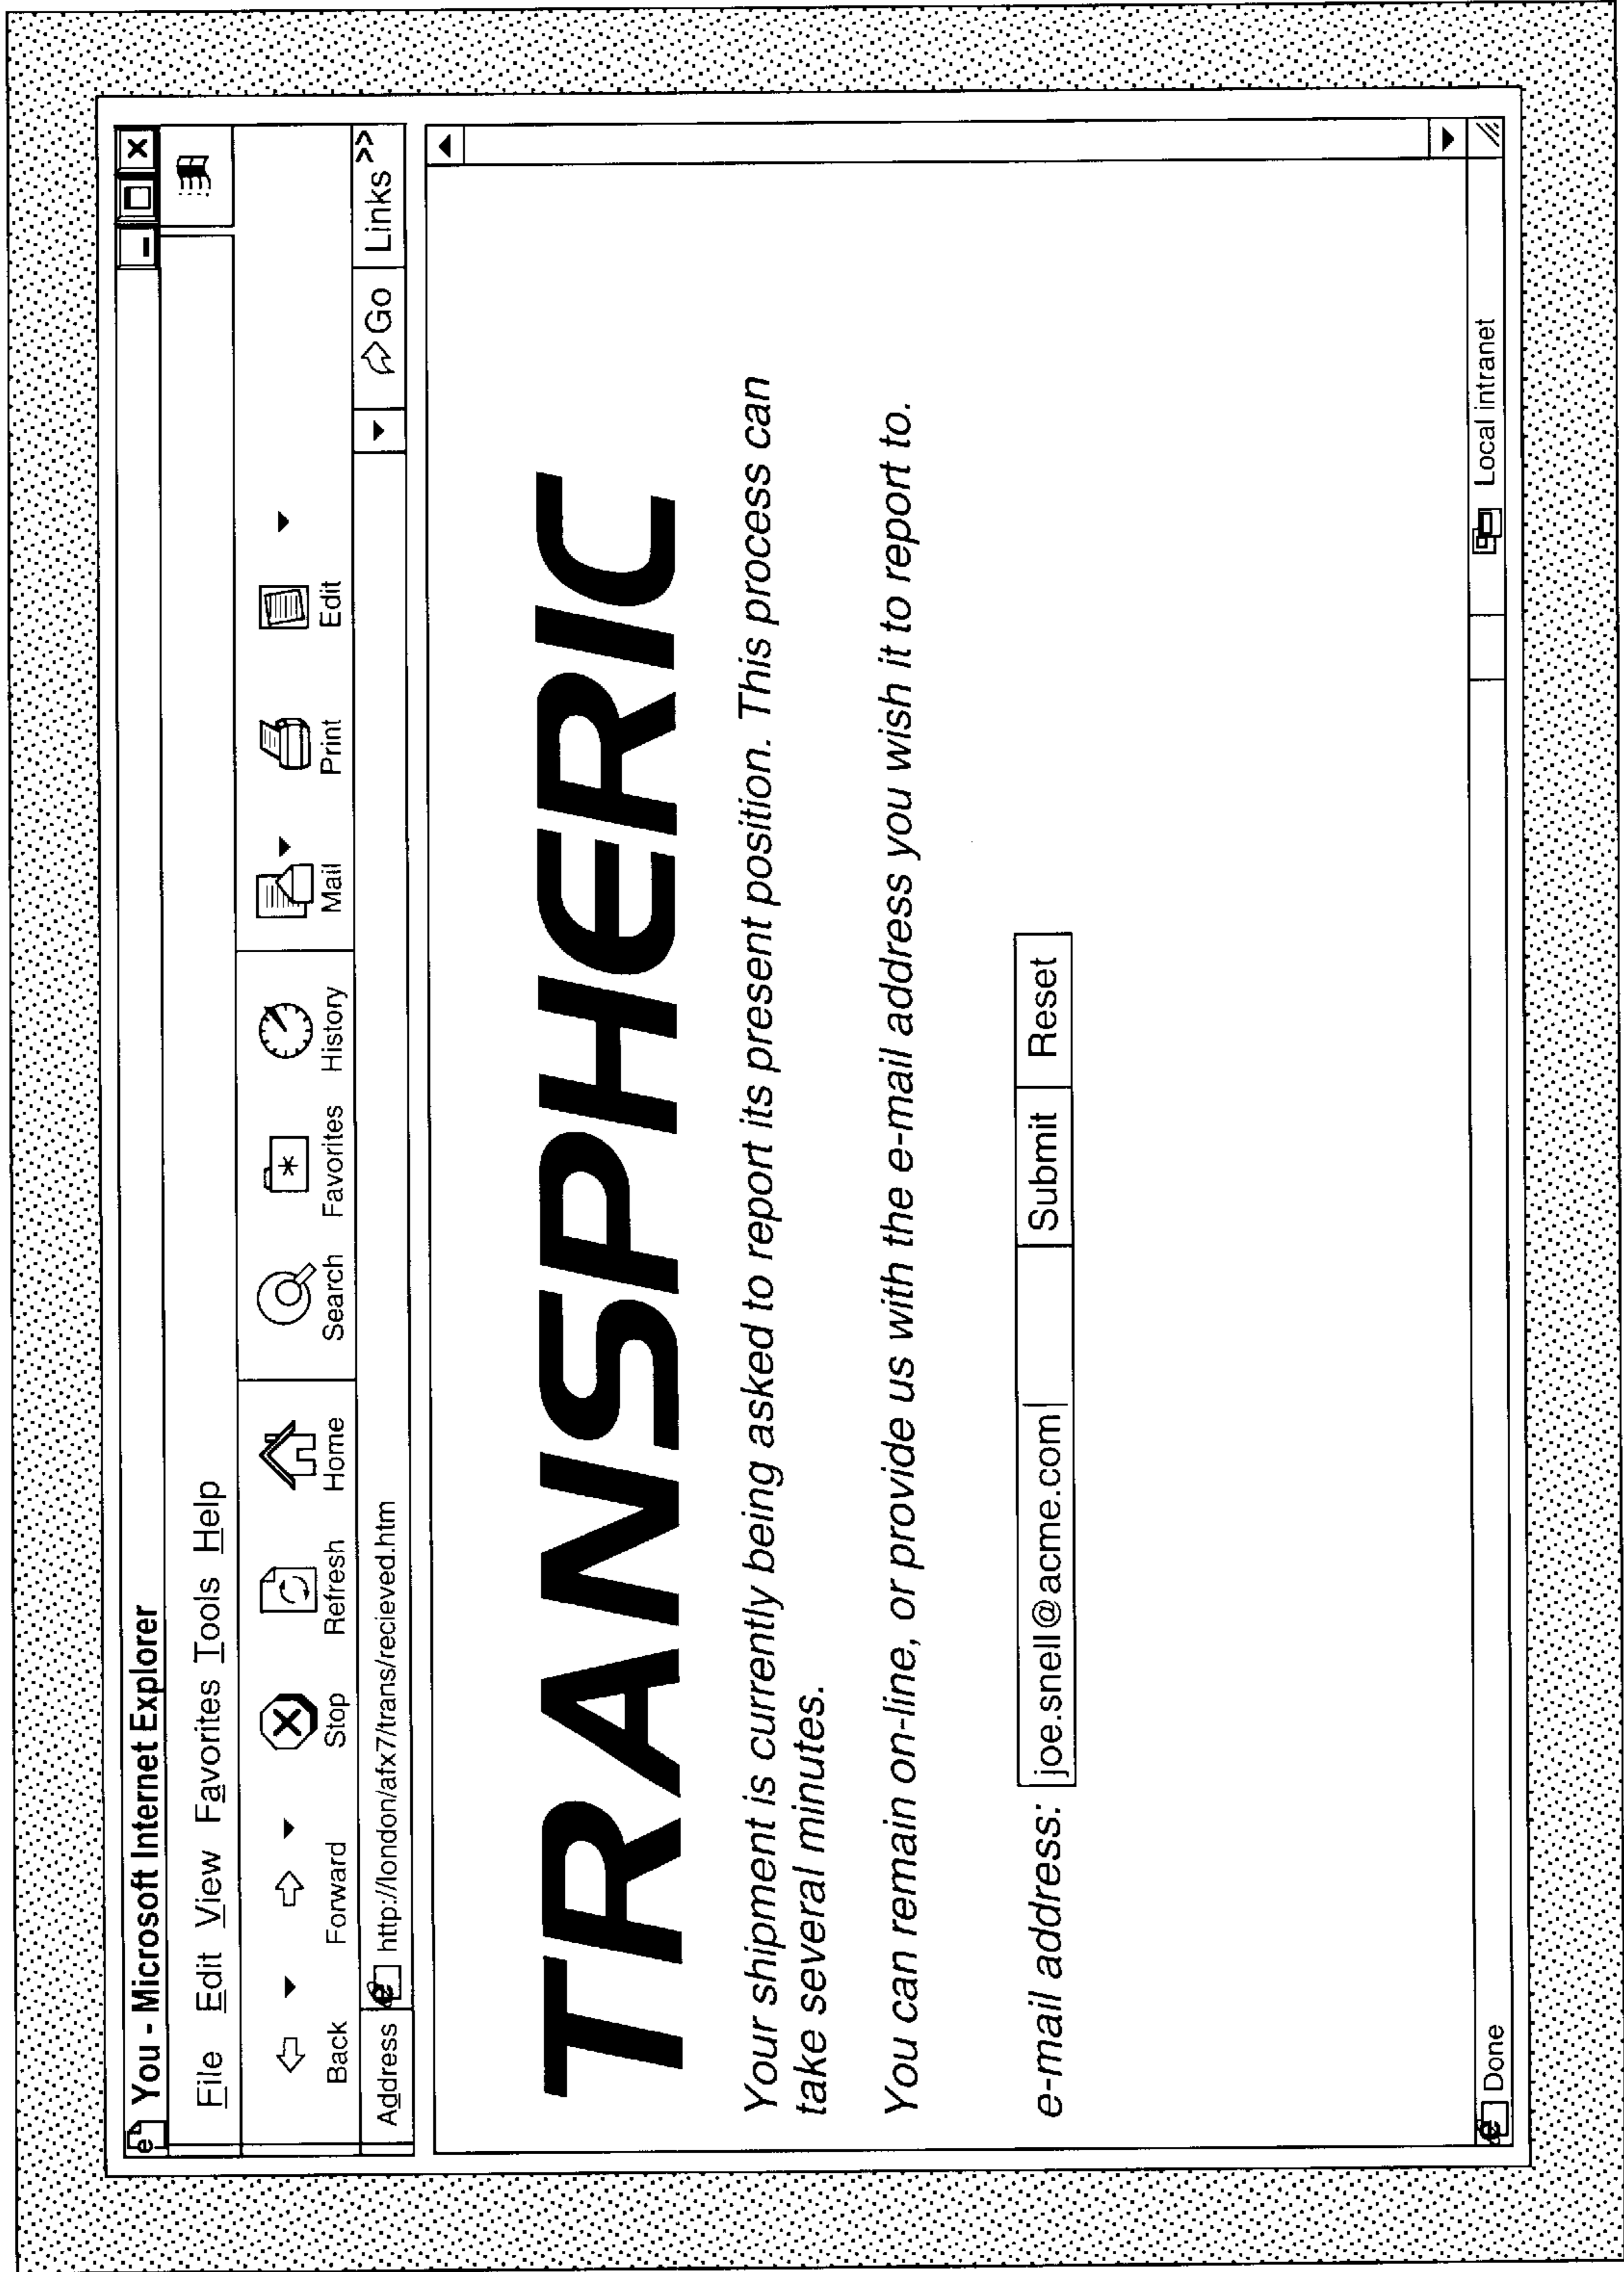 You - Microsoft Internet Explorer
File Edit View Favorites Tools Help
Back Forward Stop Refresh Home Search Favorites History Mail Print Edit
Address http://london/afx7/trans/recieved.htm Go Links >>
TRANSPHERIC
Your shipment is currently being asked to report its present position. This process can
take several minutes.
You can remain on-line, or provide us with the e-mail address you wish it to report to.
e-mail address: joe.snell@acme.com Submit Reset
Done Local intranet